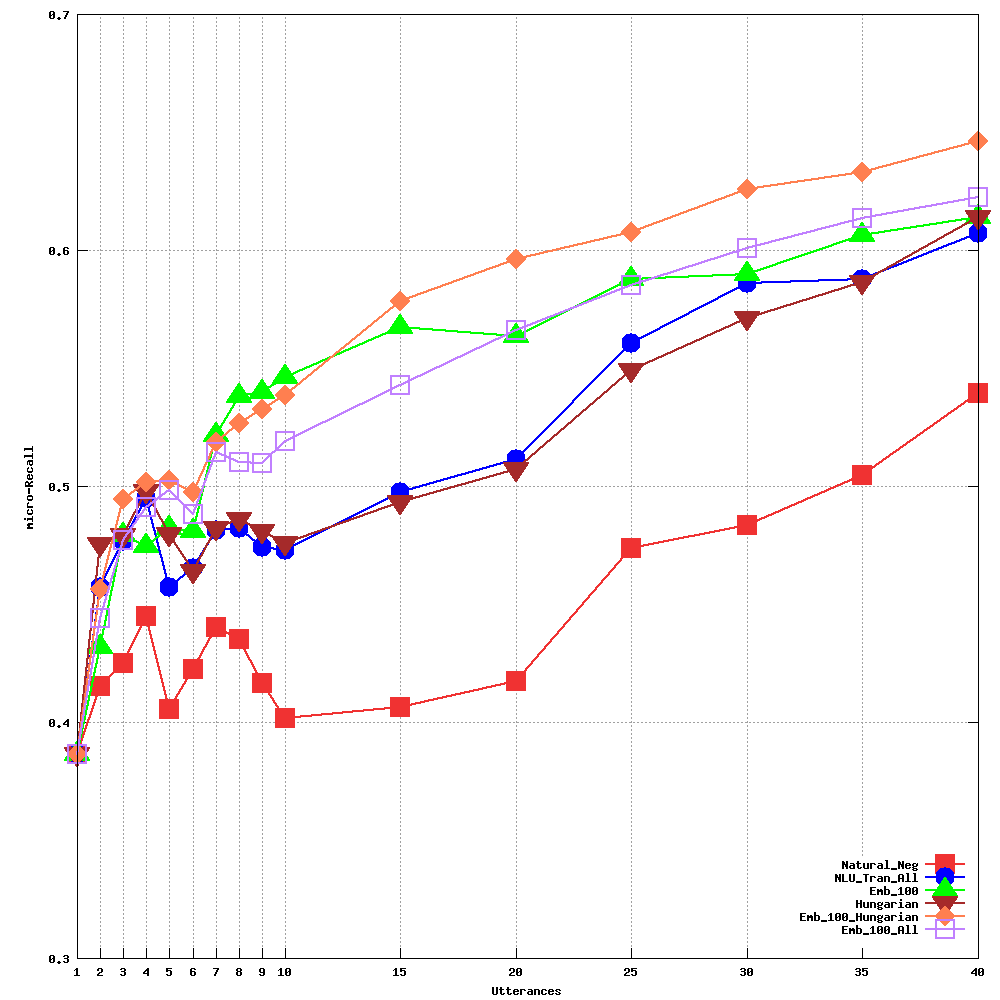 0.7
0.6
micro-Recall
0.5
0.4
0.3
Natural_Neg
NLU_Tran_All
Emb_100
Hungarian
Emb_100_Hungarian
Emb_100_All
1 2 3 4 5 6 7 8 9 10 15 20 25 30 35 40
Utterances